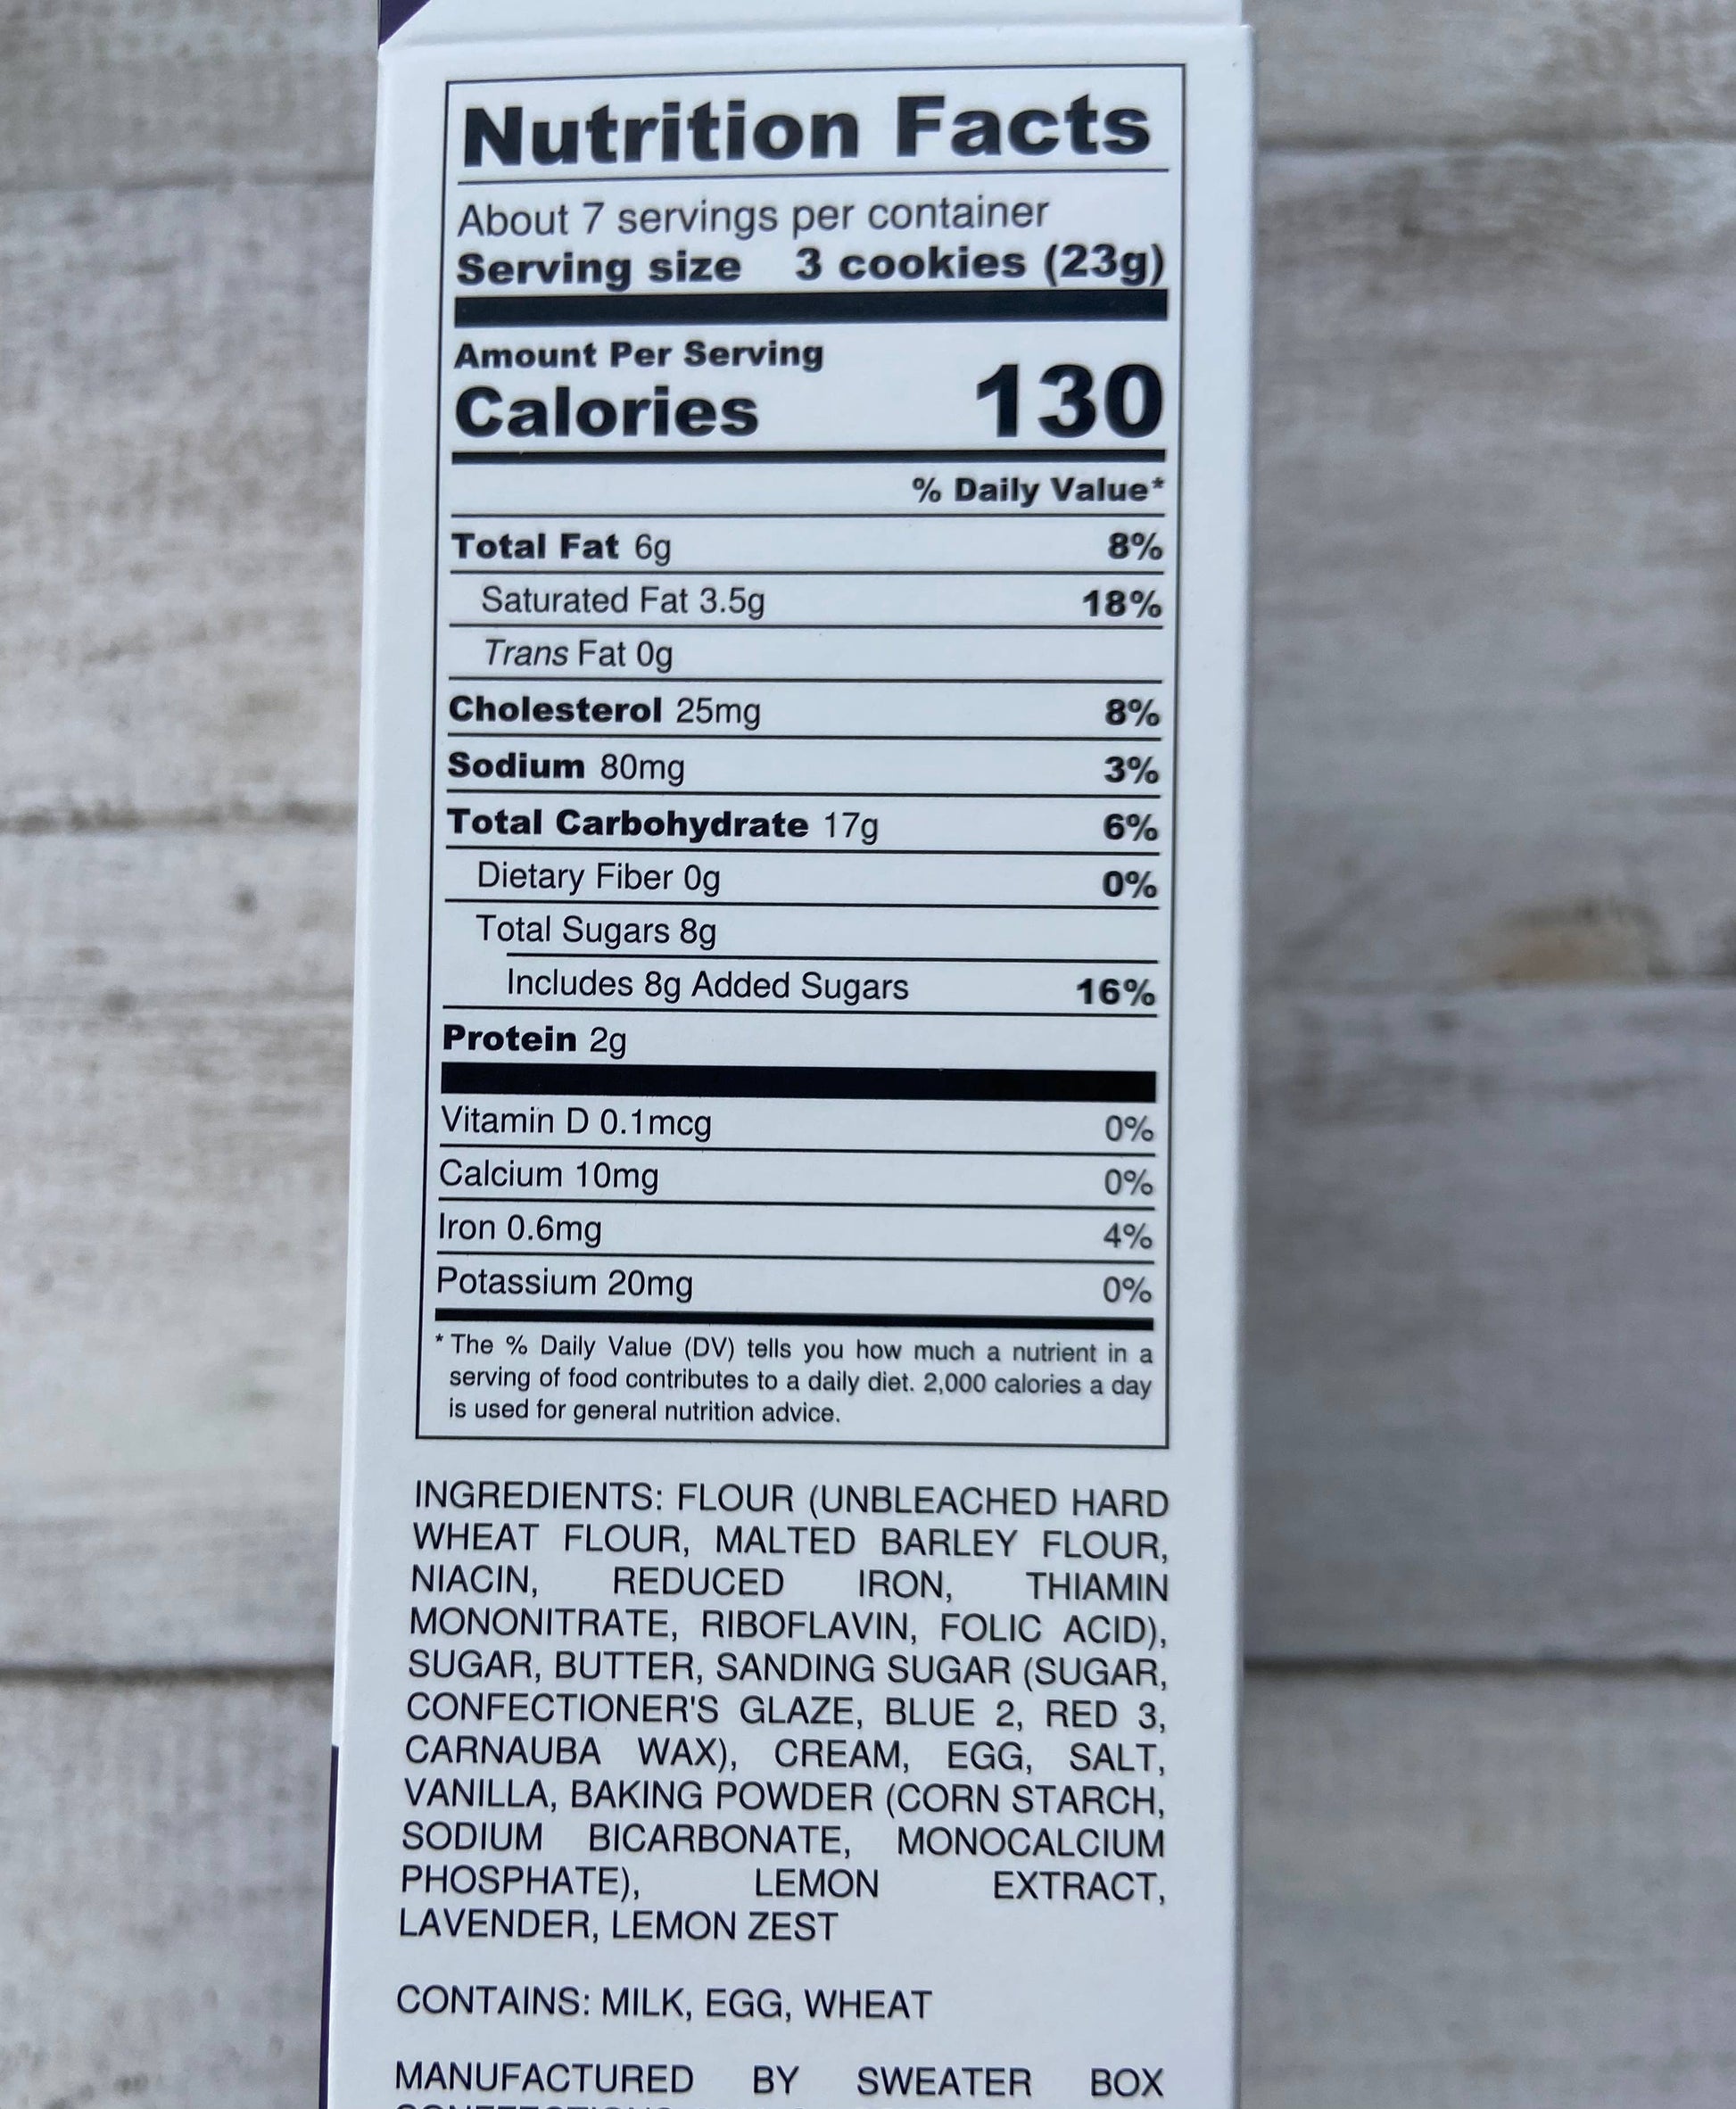 Nutrition Facts
About 7 servings per container
Serving size 3 cookies (23g)
Amount Per Serving
Calories 130
% Daily Value*
Total Fat 6g 8%
Saturated Fat 3.5g 18%
Trans Fat 0g
Cholesterol 25mg 8%
Sodium 80mg 3%
Total Carbohydrate 17g 6%
Dietary Fiber 0g 0%
Total Sugars 8g
Includes 8g Added Sugars 16%
Protein 2g
Vitamin D 0.1mcg 0%
Calcium 10mg 0%
Iron 0.6mg 4%
Potassium 20mg 0%
* The % Daily Value (DV) tells you how much a nutrient in a
serving of food contributes to a daily diet. 2,000 calories a day
is used for general nutrition advice.
INGREDIENTS: FLOUR (UNBLEACHED HARD
WHEAT FLOUR, MALTED BARLEY FLOUR,
NIACIN, REDUCED IRON, THIAMIN
MONONITRATE, RIBOFLAVIN, FOLIC ACID),
SUGAR, BUTTER, SANDING SUGAR (SUGAR,
CONFECTIONER'S GLAZE, BLUE 2, RED 3,
CARNAUBA WAX), CREAM, EGG, SALT,
VANILLA, BAKING POWDER (CORN STARCH,
SODIUM BICARBONATE, MONOCALCIUM
PHOSPHATE), LEMON EXTRACT,
LAVENDER, LEMON ZEST
CONTAINS: MILK, EGG, WHEAT
MANUFACTURED BY SWEATER BOX